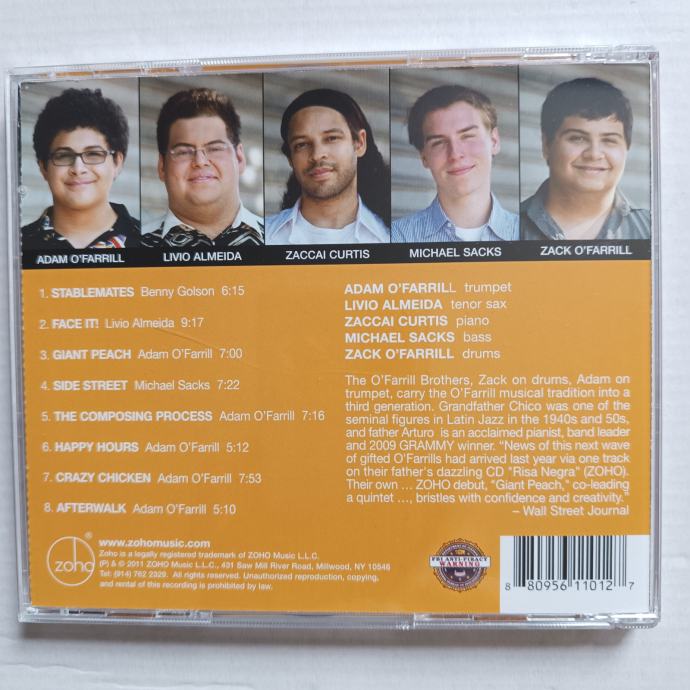 ADAM O'FARRILL
LIVIO ALMEIDA
ZACCAI CURTIS
MICHAEL SACKS
ZACK O'FARRILL
1. STABLEMATES Benny Golson 6:15
2. FACE IT! Livio Almeida 9:17
3. GIANT PEACH Adam O'Farrill 7:00
4. SIDE STREET Michael Sacks 7:22
5. THE COMPOSING PROCESS Adam O'Farrill 7:16
6. HAPPY HOURS Adam O'Farrill 5:12
7. CRAZY CHICKEN Adam O'Farrill 7:53
8. AFTERWALK Adam O'Farrill 5:10
ADAM O'FARRILL trumpet
LIVIO ALMEIDA tenor sax
ZACCAI CURTIS piano
MICHAEL SACKS bass
ZACK O'FARRILL drums
The O'Farrill Brothers, Zack on drums, Adam on
trumpet, carry the O'Farrill musical tradition into a
third generation. Grandfather Chico was one of the
seminal figures in Latin Jazz in the 1940s and 50s,
and father Arturo is an acclaimed pianist, band leader
and 2009 GRAMMY winner. "News of this next wave
of gifted O'Farrills had arrived last year via one track
on their father's dazzling CD "Risa Negra" (ZOHO).
Their own ... ZOHO debut, "Giant Peach," co-leading
a quintet ..., bristles with confidence and creativity."
– Wall Street Journal
zoho®
www.zohomusic.com
Zoho is a legally registered trademark of ZOHO Music L.L.C.
(P) & © 2011 ZOHO Music L.L.C., 431 Saw Mill River Road, Millwood, NY 10546
Tel: (914) 762 2329. All rights reserved. Unauthorized reproduction, copying,
and rental of this recording is prohibited by law.
FBI ANTI-PIRACY
WARNING
8 80956 11012 7